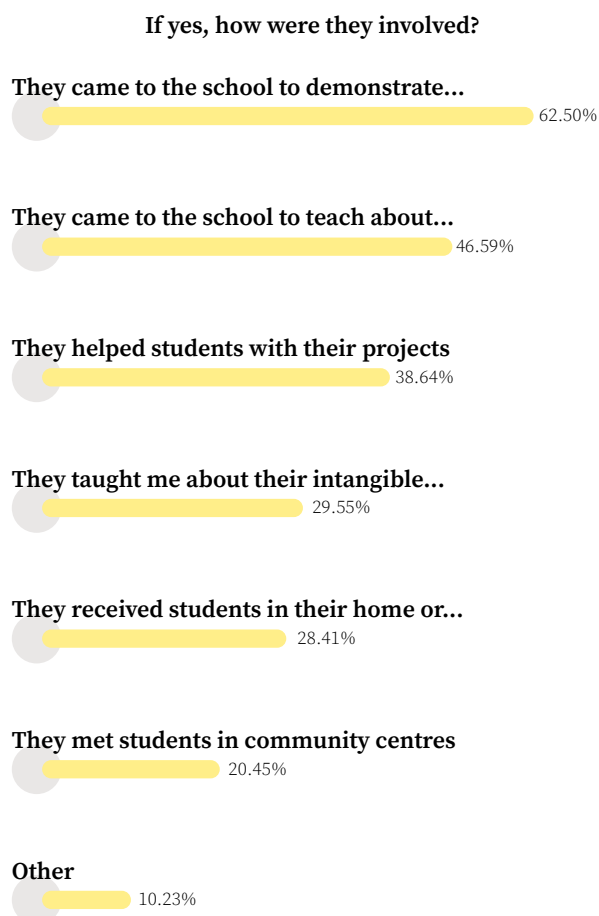 If yes, how were they involved?
They came to the school to demonstrate...
62.50%
They came to the school to teach about...
46.59%
They helped students with their projects
38.64%
They taught me about their intangible...
29.55%
They received students in their home or...
28.41%
They met students in community centres
20.45%
Other
10.23%